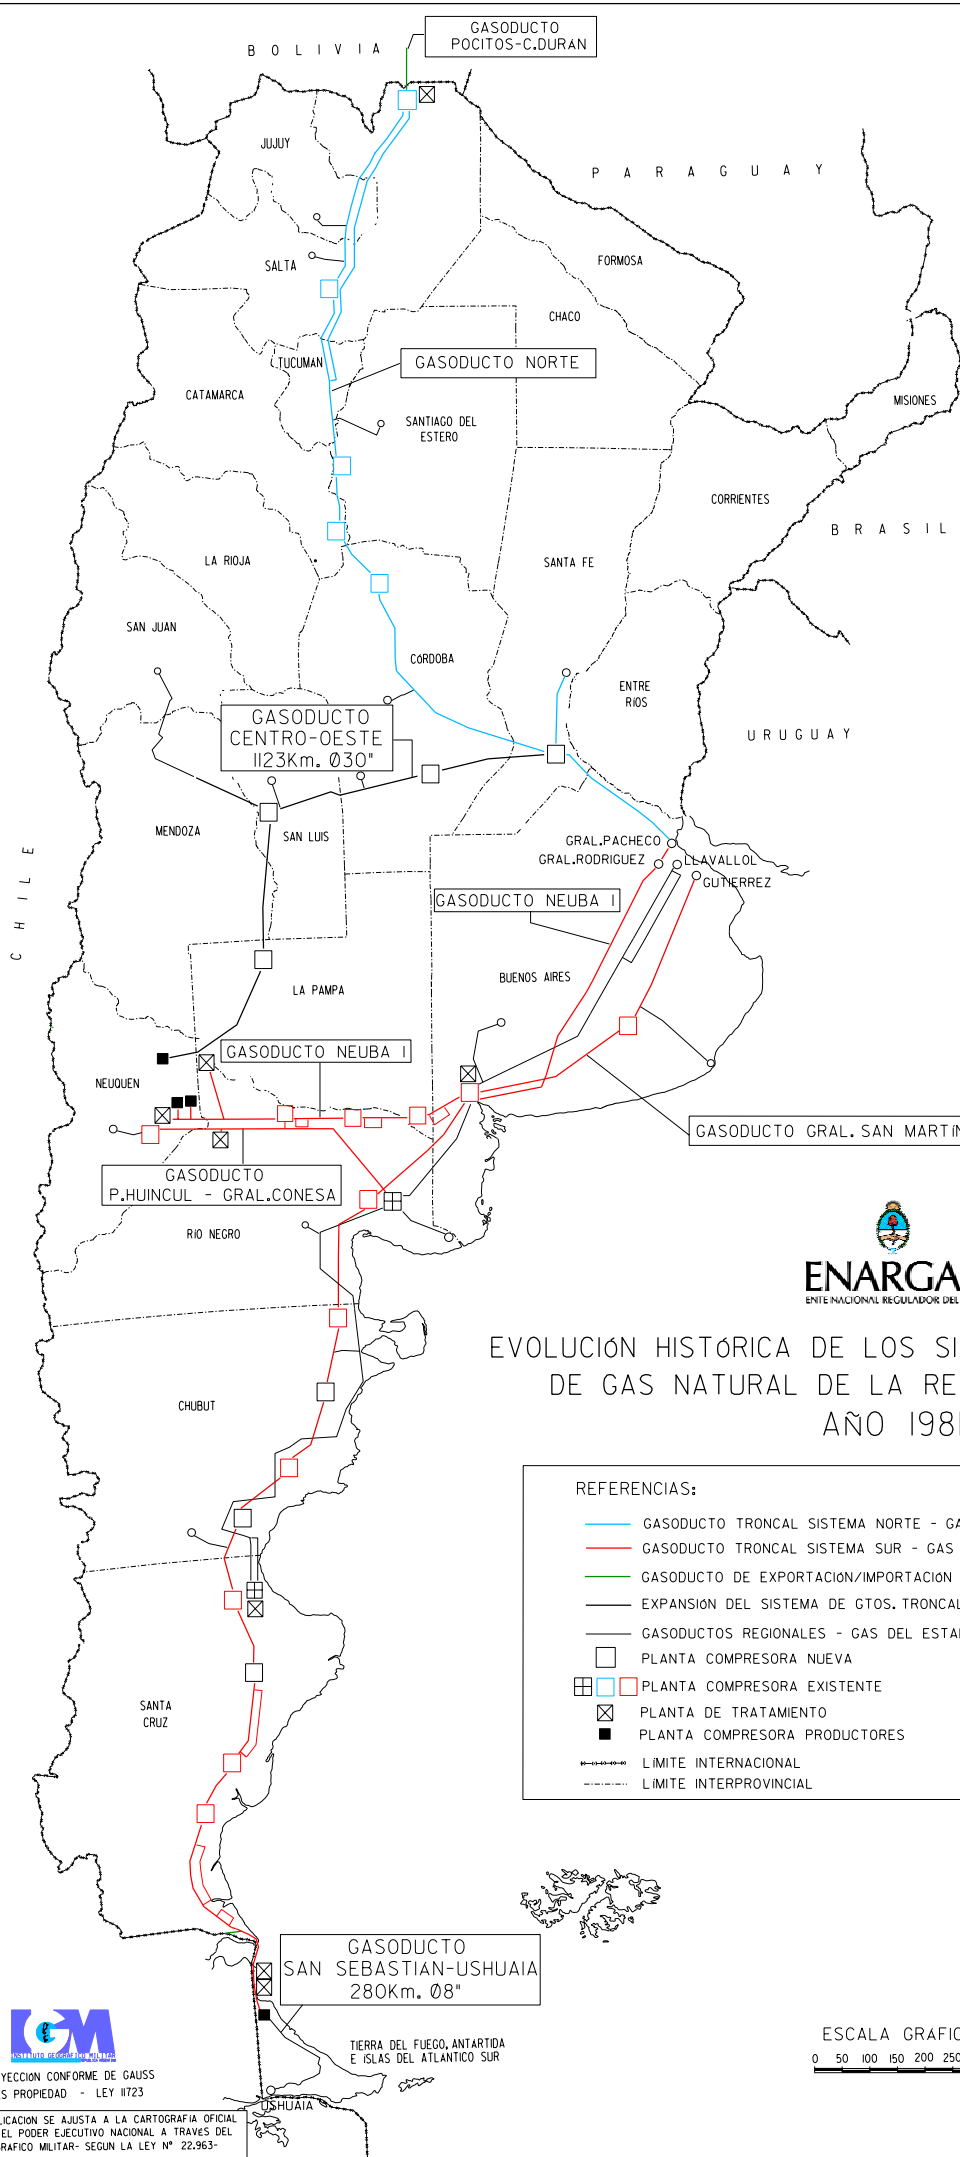 GASODUCTO
POCITOS-C.DURAN
BOLIVIA
JUJUY
PARAGUAY
SALTA
FORMOSA
CHACO
TUCUMAN
GASODUCTO NORTE
CATAMARCA
MISIONES
SANTIAGO DEL
ESTERO
CORRIENTES
BRASIL
LA RIOJA
SANTA FE
SAN JUAN
CóRDOBA
ENTRE
RIOS
GASODUCTO
CENTRO-OESTE
1123Km. Ø30"
URUGUAY
MENDOZA
SAN LUIS
GRAL.PACHECO
GRAL.RODRIGUEZ
LLAVALLOL
GUTIERREZ
CHILE
GASODUCTO NEUBA I
BUENOS AIRES
LA PAMPA
GASODUCTO NEUBA I
NEUQUEN
GASODUCTO GRAL. SAN MARTíN
GASODUCTO
P.HUINCUL - GRAL.CONESA
RIO NEGRO
ENARGA
ENTE NACIONAL REGULADOR DEL
EVOLUCIóN HISTóRICA DE LOS SI
DE GAS NATURAL DE LA RE
CHUBUT
AÑO 1981
REFERENCIAS:
GASODUCTO TRONCAL SISTEMA NORTE - GA
GASODUCTO TRONCAL SISTEMA SUR - GAS
GASODUCTO DE EXPORTACIóN/IMPORTACIóN
EXPANSIóN DEL SISTEMA DE GTOS. TRONCAL
GASODUCTOS REGIONALES - GAS DEL ESTA
PLANTA COMPRESORA NUEVA
PLANTA COMPRESORA EXISTENTE
PLANTA DE TRATAMIENTO
PLANTA COMPRESORA PRODUCTORES
LíMITE INTERNACIONAL
LíMITE INTERPROVINCIAL
SANTA
CRUZ
GASODUCTO
SAN SEBASTIAN-USHUAIA
280Km. Ø8"
TIERRA DEL FUEGO, ANTARTIDA
E ISLAS DEL ATLANTICO SUR
USHUAIA
IGM
INSTITUTO GEOGRAFICO MILITAR
YECCION CONFORME DE GAUSS
S PROPIEDAD - LEY 11723
LICACION SE AJUSTA A LA CARTOGRAFIA OFICIAL
EL PODER EJECUTIVO NACIONAL A TRAVéS DEL
RAFICO MILITAR- SEGUN LA LEY N° 22.963-
ESCALA GRAFIC
0 50 100 150 200 250